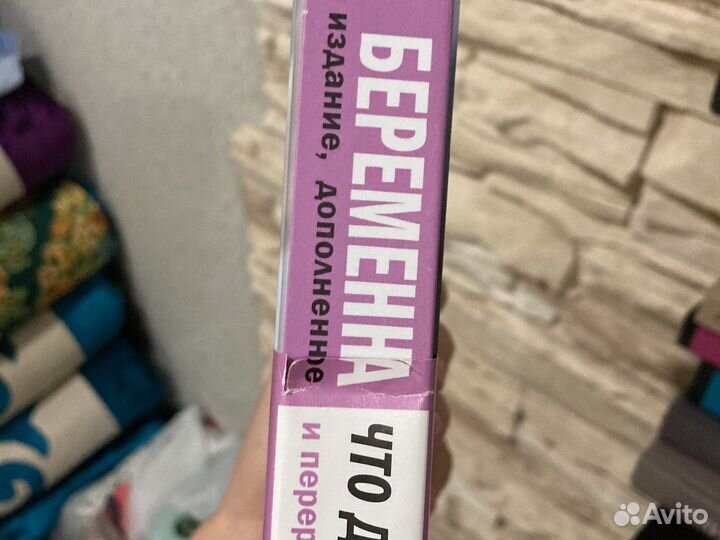 БЕРЕМЕННА ЧТО Д
издание, дополненное и перер
Avito